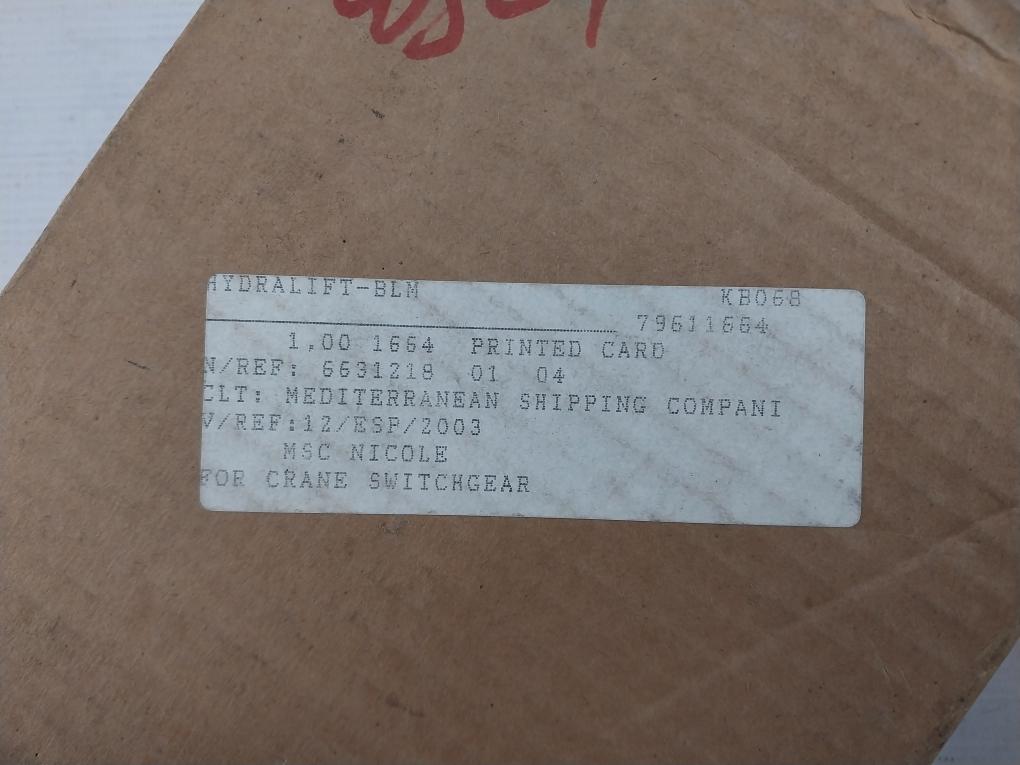 HYDRALIFT-BLM KB068
79611664
1,00 1664 PRINTED CARD
N/REF: 6631218 01 04
CLT: MEDITERRANEAN SHIPPING COMPANI
V/REF:12/ESP/2003
MSC NICOLE
FOR CRANE SWITCHGEAR